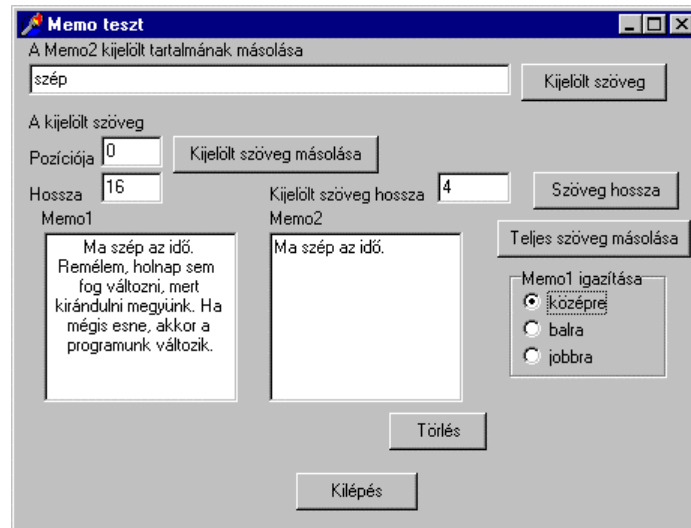 Memo teszt
A Memo2 kijelölt tartalmának másolása
szép
Kijelölt szöveg
A kijelölt szöveg
Pozíciója
0
Kijelölt szöveg másolása
Hossza
16
Kijelölt szöveg hossza
4
Szöveg hossza
Memo1
Memo2
Teljes szöveg másolása
Ma szép az idő.
Remélem, holnap sem
fog változni, mert
kirándulni megyünk. Ha
mégis esne, akkor a
programunk változik.
Ma szép az idő.
Memo1 igazítása
középre
balra
jobbra
Törlés
Kilépés